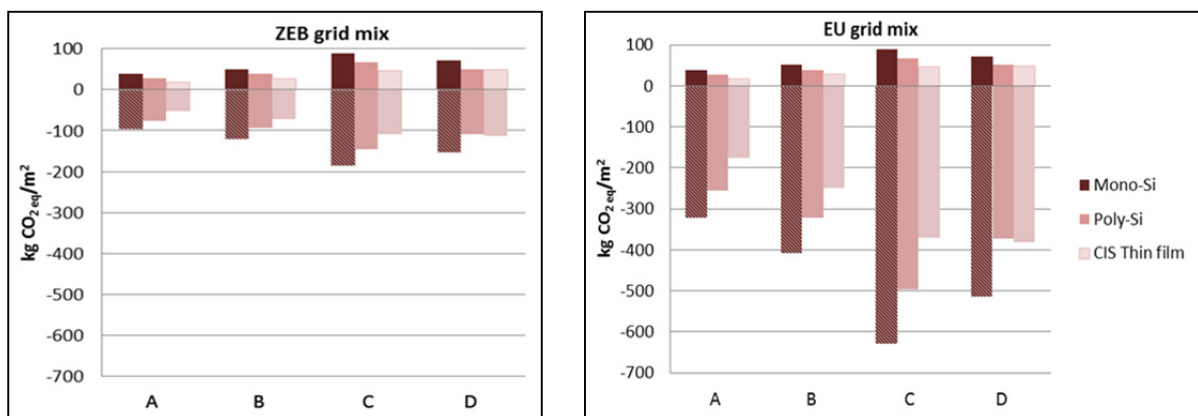 ZEB grid mix
kg CO2 eq/m²
100
0
-100
-200
-300
-400
-500
-600
-700
A B C D
EU grid mix
kg CO2 eq/m²
100
0
-100
-200
-300
-400
-500
-600
-700
A B C D
Mono-Si
Poly-Si
CIS Thin film